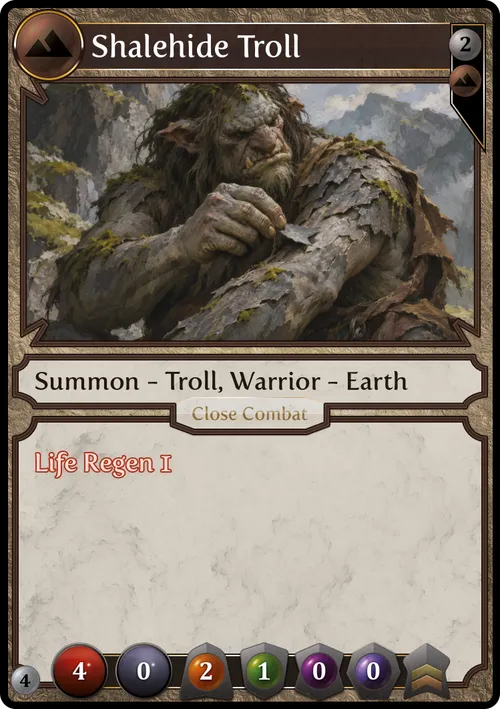 Shalehide Troll
2
Summon - Troll, Warrior - Earth
Close Combat
Life Regen I
4
4*
0*
2
1
0
0